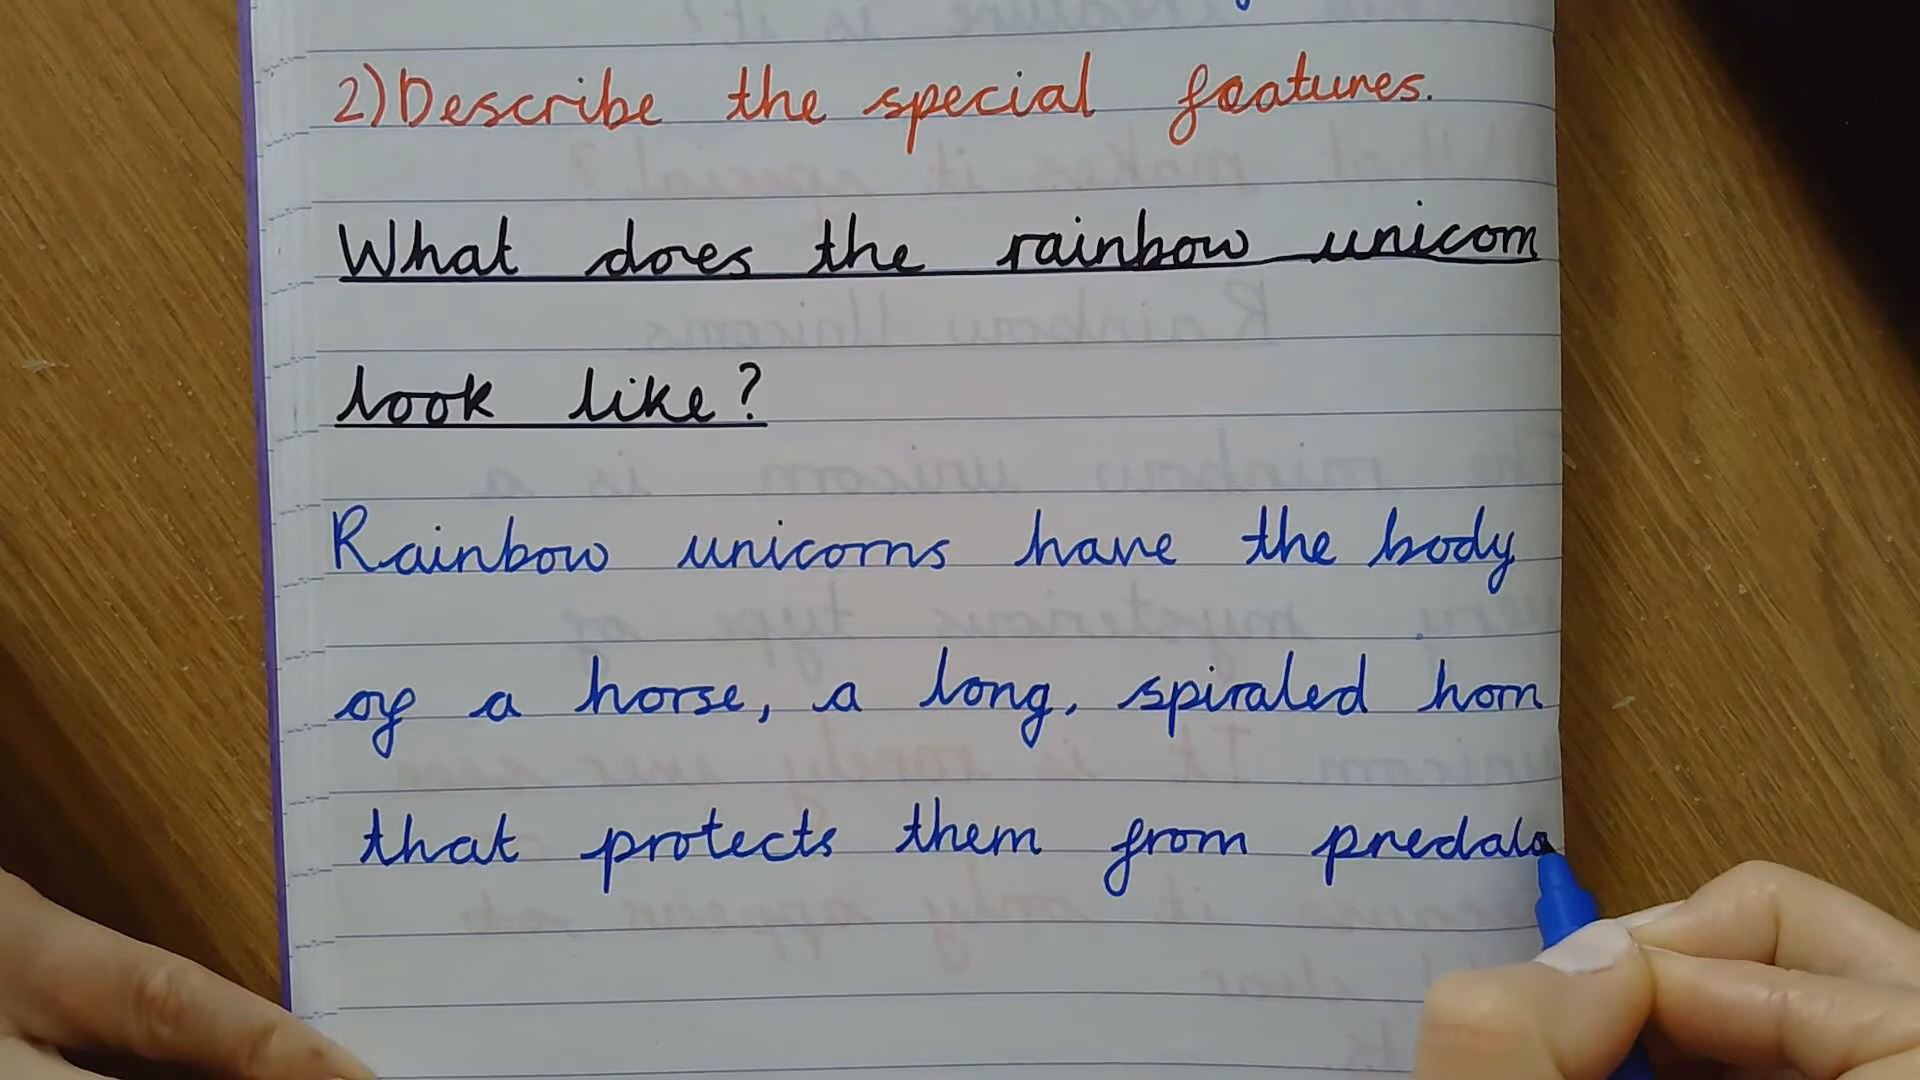 2) Describe the special features.
What does the rainbow unicorn
look like?
Rainbow unicorns have the body
of a horse, a long, spiraled horn
that protects them from predato